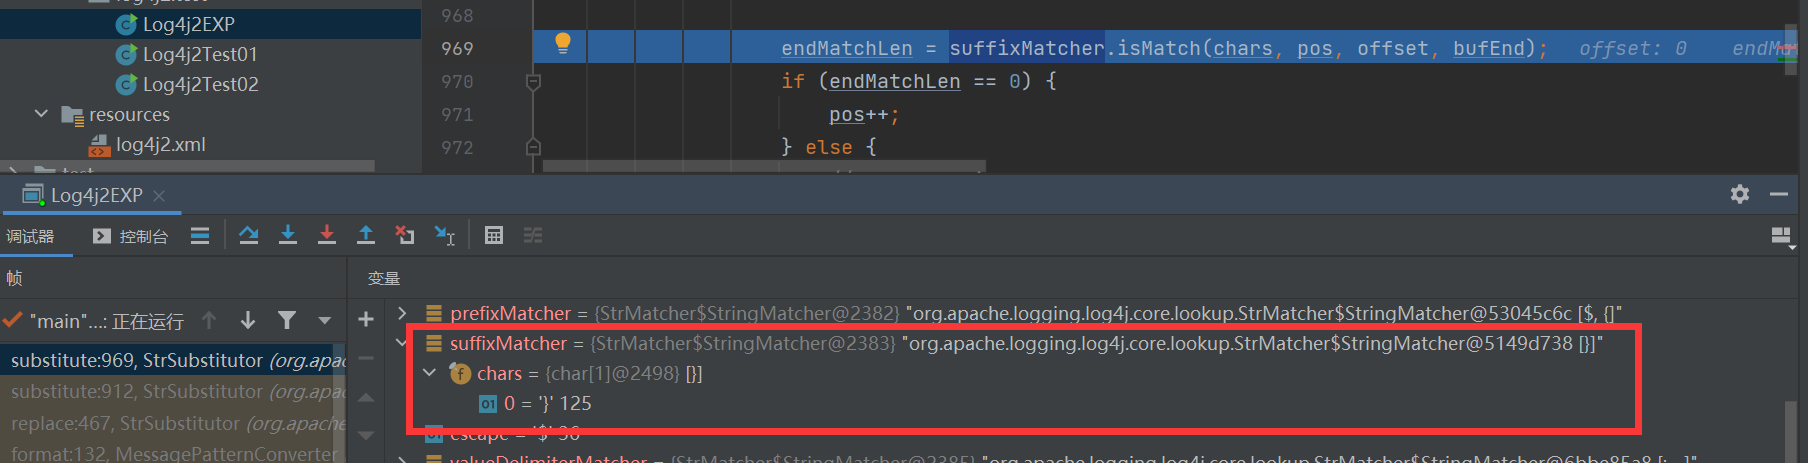 log4j2.test
Log4j2EXP
Log4j2Test01
Log4j2Test02
resources
log4j2.xml
test
968
969 endMatchLen = suffixMatcher.isMatch(chars, pos, offset, bufEnd); offset: 0
970 if (endMatchLen == 0) {
971 pos++;
972 } else {
Log4j2EXP
调试器 控制台
帧
"main"...: 正在运行
substitute:969, StrSubstitutor (org.apac
substitute:912, StrSubstitutor (org.apac
replace:467, StrSubstitutor (org.apache
format:132, MessagePatternConverter
变量
prefixMatcher = {StrMatcher$StringMatcher@2382} "org.apache.logging.log4j.core.lookup.StrMatcher$StringMatcher@53045c6c [$, {]"
suffixMatcher = {StrMatcher$StringMatcher@2383} "org.apache.logging.log4j.core.lookup.StrMatcher$StringMatcher@5149d738 [}]"
chars = {char[1]@2498} [}]
0 = '}' 125
escape = '$' 36
valueDelimiterMatcher = {StrMatcher$StringMatcher@2385} "org.apache.logging.log4j.core.lookup.StrMatcher$StringMatcher@6bbe85a8 [:, -]"